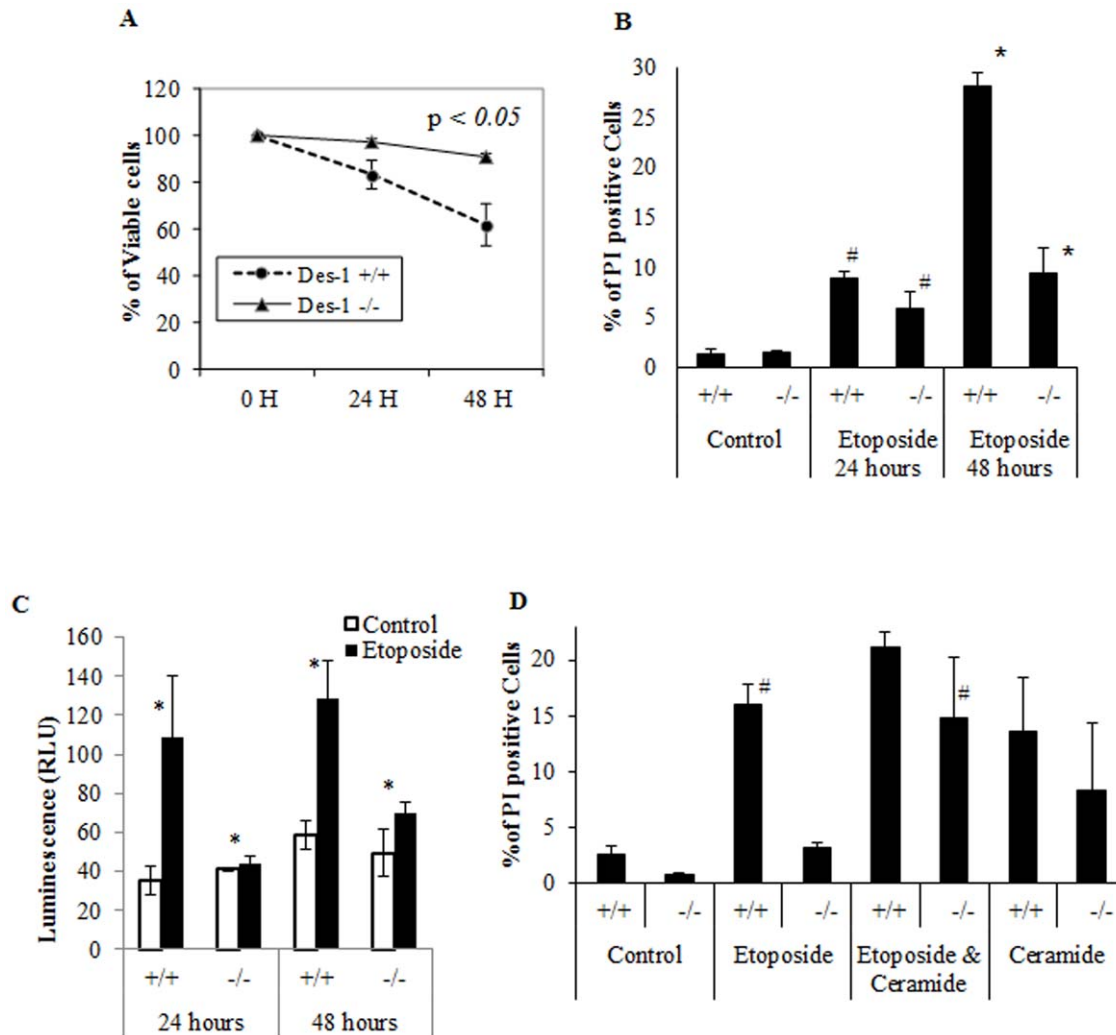 A
120
100
80
60
40
20
0
% of Viable cells
p < 0.05
Des-1 +/+
Des-1 -/-
0 H 24 H 48 H
B
30
25
20
15
10
5
0
% of PI positive Cells
# # * *
+/+ -/- +/+ -/- +/+ -/-
Control Etoposide Etoposide
24 hours 48 hours
C
Control
Etoposide
160
140
120
100
80
60
40
20
0
Luminescence (RLU)
* * * *
+/+ -/- +/+ -/-
24 hours 48 hours
D
20
15
10
5
0
% of PI positive Cells
# #
+/+ -/- +/+ -/- +/+ -/- +/+ -/-
Control Etoposide Etoposide & Ceramide
Ceramide